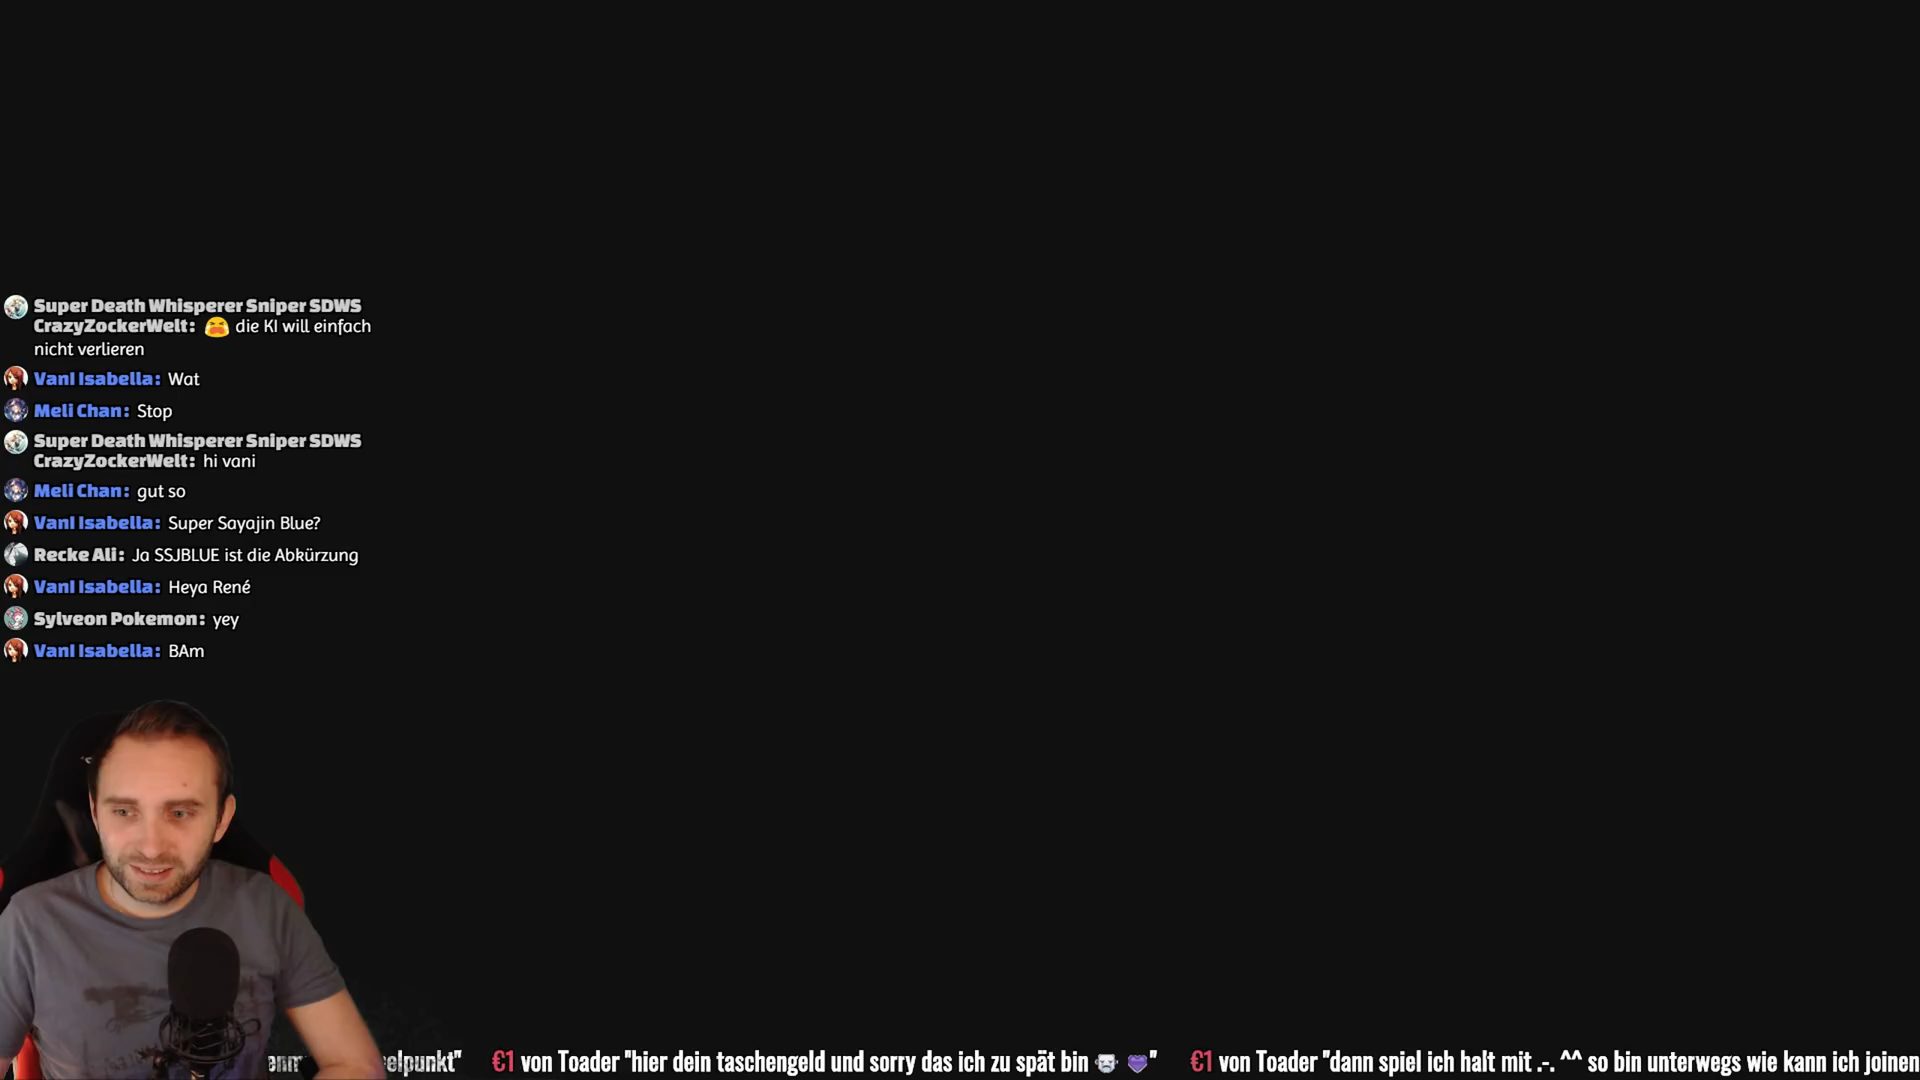 Super Death Whisperer Sniper SDWS
CrazyZockerWelt: 😫 die KI will einfach
nicht verlieren
VanI Isabella: Wat
Meli Chan: Stop
Super Death Whisperer Sniper SDWS
CrazyZockerWelt: hi vani
Meli Chan: gut so
VanI Isabella: Super Sayajin Blue?
Recke Ali: Ja SSJBLUE ist die Abkürzung
VanI Isabella: Heya René
Sylveon Pokemon: yey
VanI Isabella: BAm
€1 von Toader "hier dein taschengeld und sorry das ich zu spät bin 💜" €1 von Toader "dann spiel ich halt mit .-. ^^ so bin unterwegs wie kann ich joinen